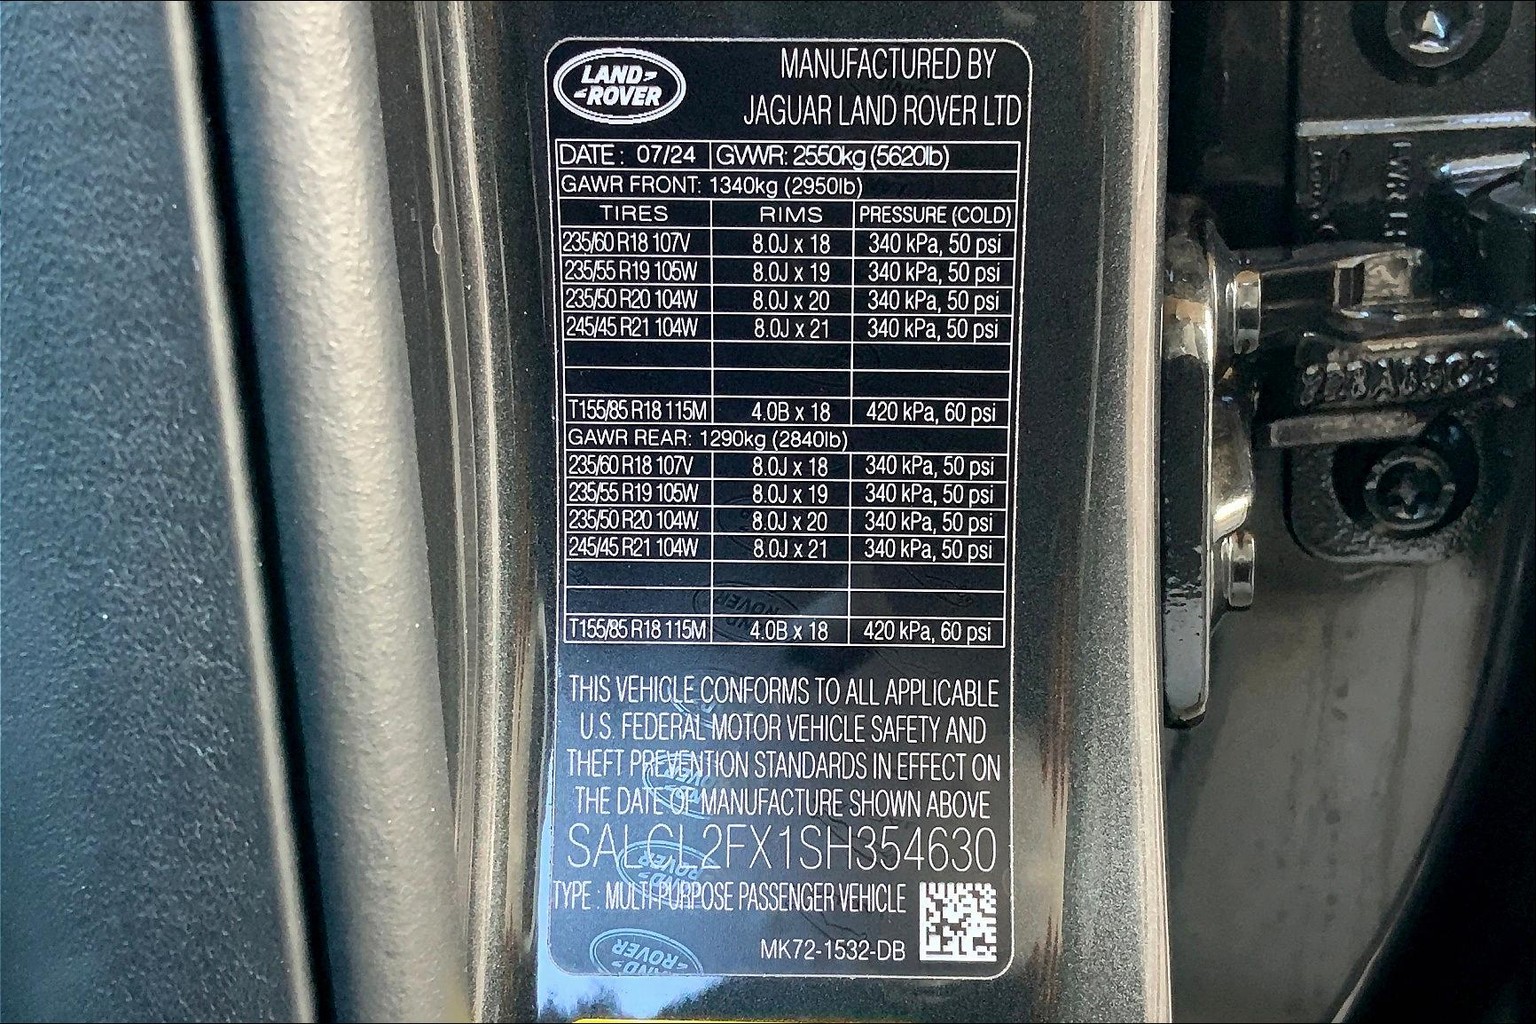 LAND-
-ROVER
MANUFACTURED BY
JAGUAR LAND ROVER LTD
DATE: 07/24 GVWR: 2550kg (5620lb)
GAWR FRONT: 1340kg (2950lb)
TIRES RIMS PRESSURE (COLD)
235/60 R18 107V 8.0J x 18 340 kPa, 50 psi
235/55 R19 105W 8.0J x 19 340 kPa, 50 psi
235/50 R20 104W 8.0J x 20 340 kPa, 50 psi
245/45 R21 104W 8.0J x 21 340 kPa, 50 psi
T155/85 R18 115M 4.0B x 18 420 kPa, 60 psi
GAWR REAR: 1290kg (2840lb)
235/60 R18 107V 8.0J x 18 340 kPa, 50 psi
235/55 R19 105W 8.0J x 19 340 kPa, 50 psi
235/50 R20 104W 8.0J x 20 340 kPa, 50 psi
245/45 R21 104W 8.0J x 21 340 kPa, 50 psi
T155/85 R18 115M 4.0B x 18 420 kPa, 60 psi
THIS VEHICLE CONFORMS TO ALL APPLICABLE
U.S. FEDERAL MOTOR VEHICLE SAFETY AND
THEFT PREVENTION STANDARDS IN EFFECT ON
THE DATE OF MANUFACTURE SHOWN ABOVE
SALCL2FX1SH354630
TYPE : MULTI PURPOSE PASSENGER VEHICLE
MK72-1532-DB